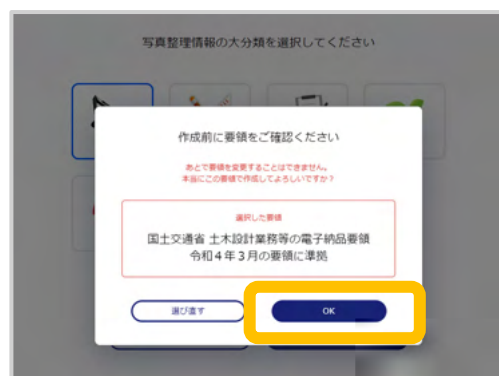 写真整理情報の大分類を選択してください
作成前に要領をご確認ください
あとで要領を変更することはできません。
本当にこの要領で作成してよろしいですか？
選択した要領
国土交通省 土木設計業務等の電子納品要領
令和４年３月の要領に準拠
選び直す
OK